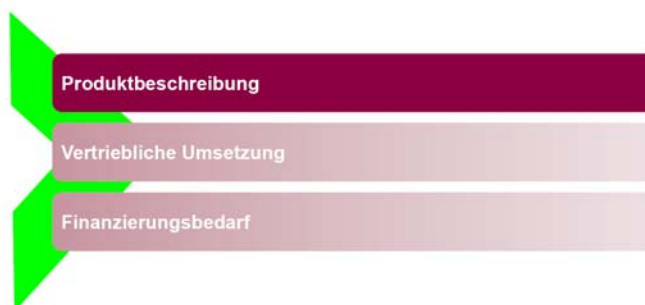 Produktbeschreibung
Vertriebliche Umsetzung
Finanzierungsbedarf